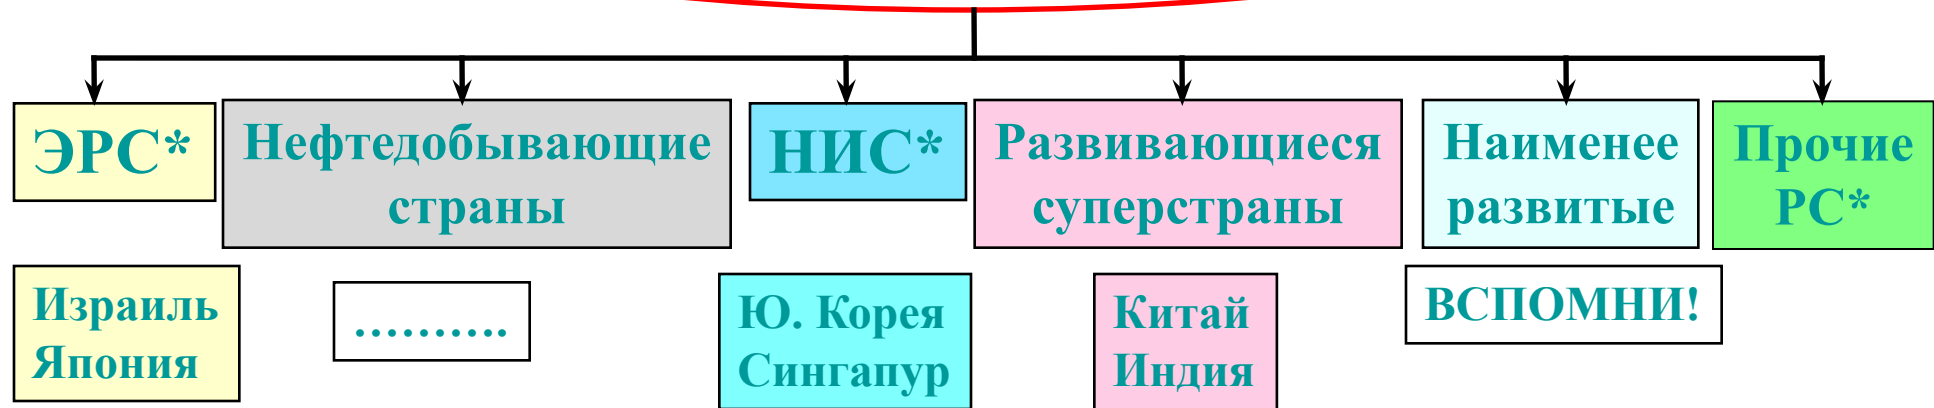 ЭРС*
Нефтедобывающие
страны
НИС*
Развивающиеся
суперстраны
Наименее
развитые
Прочие
РС*
Израиль
Япония
..........
Ю. Корея
Сингапур
Китай
Индия
ВСПОМНИ!